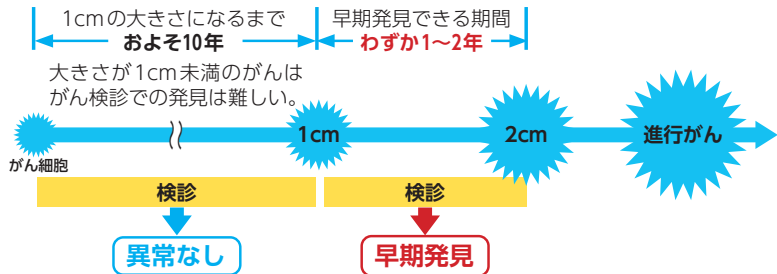 1cmの大きさになるまで
およそ10年
早期発見できる期間
わずか1〜2年
大きさが1cm未満のがんは
がん検診での発見は難しい。
がん細胞
1cm
2cm
進行がん
検診
検診
異常なし
早期発見